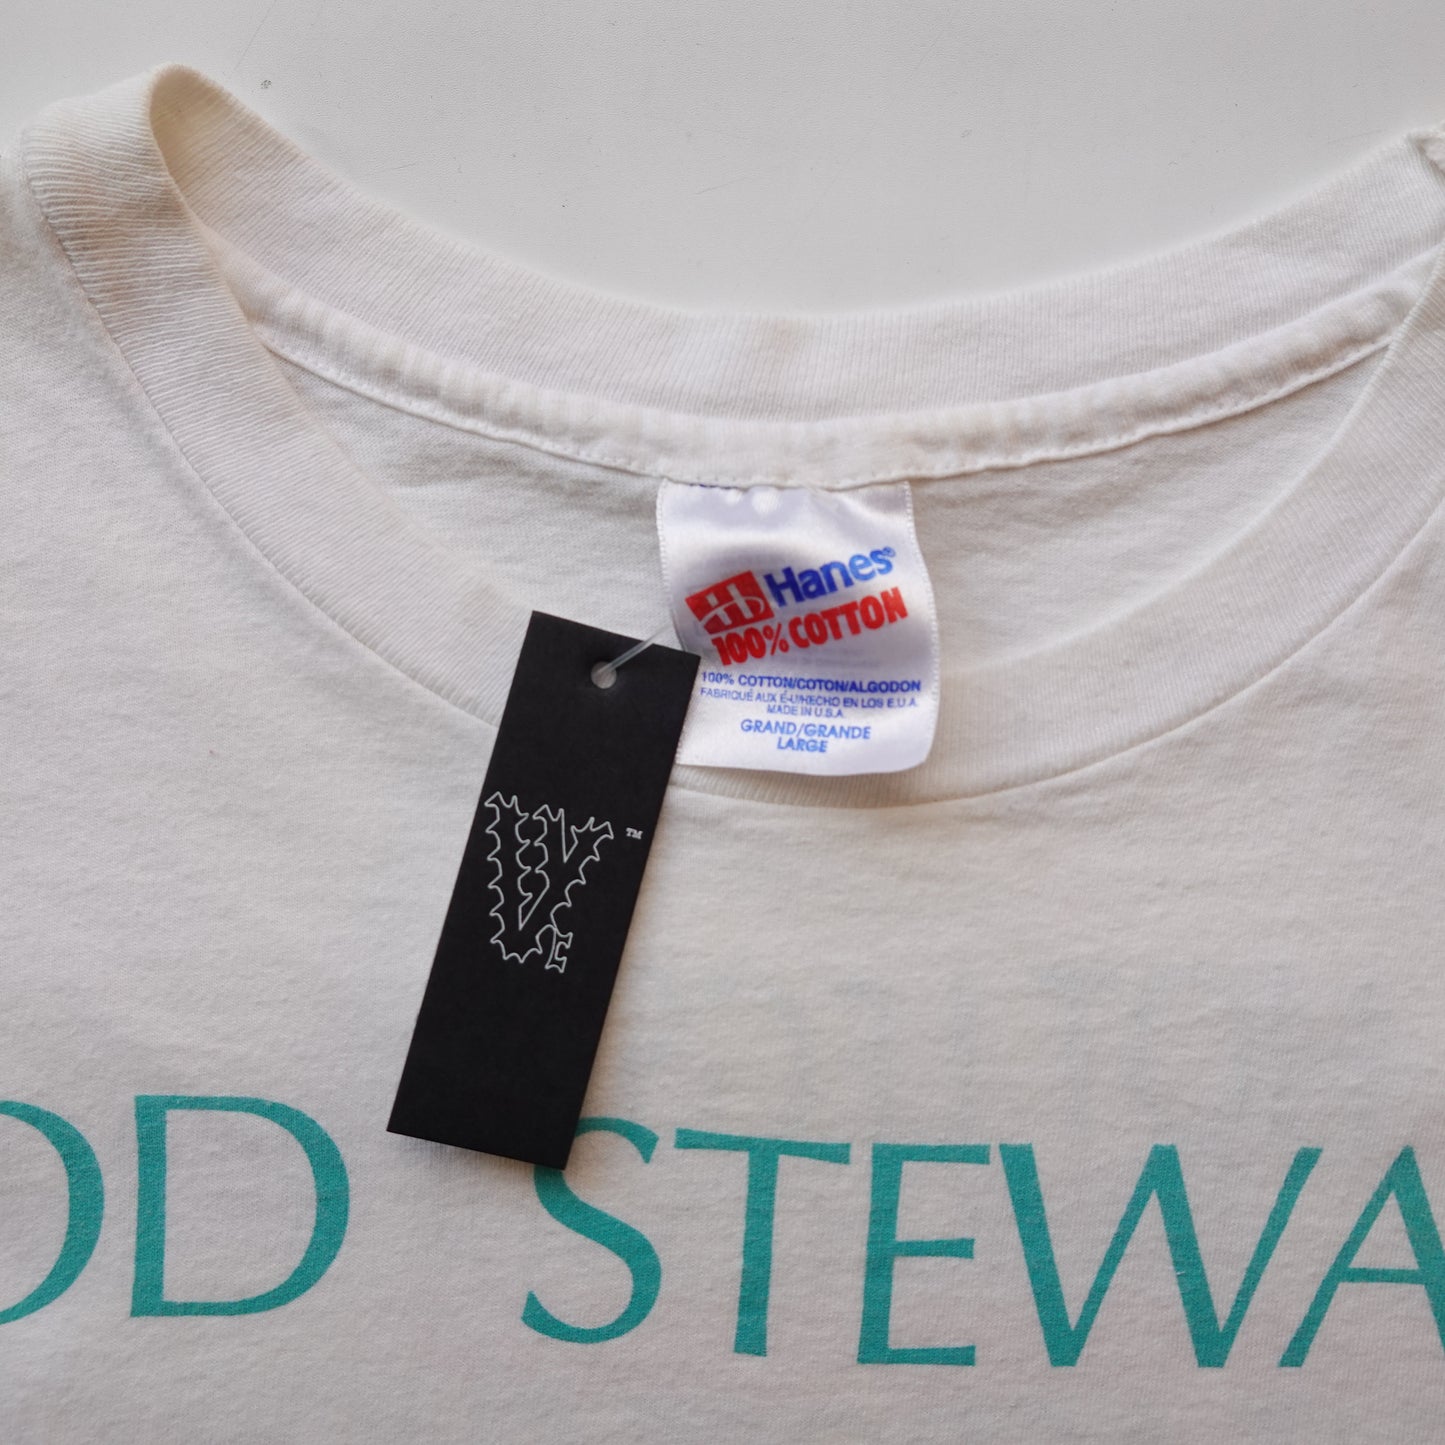 Hanes®
100% COTTON
100% COTTON/COTON/ALGODON
FABRIQUÉ AUX É-U/HECHO EN LOS E.U.A.
MADE IN U.S.A.
GRAND/GRANDE
LARGE
TM
OD STEWA